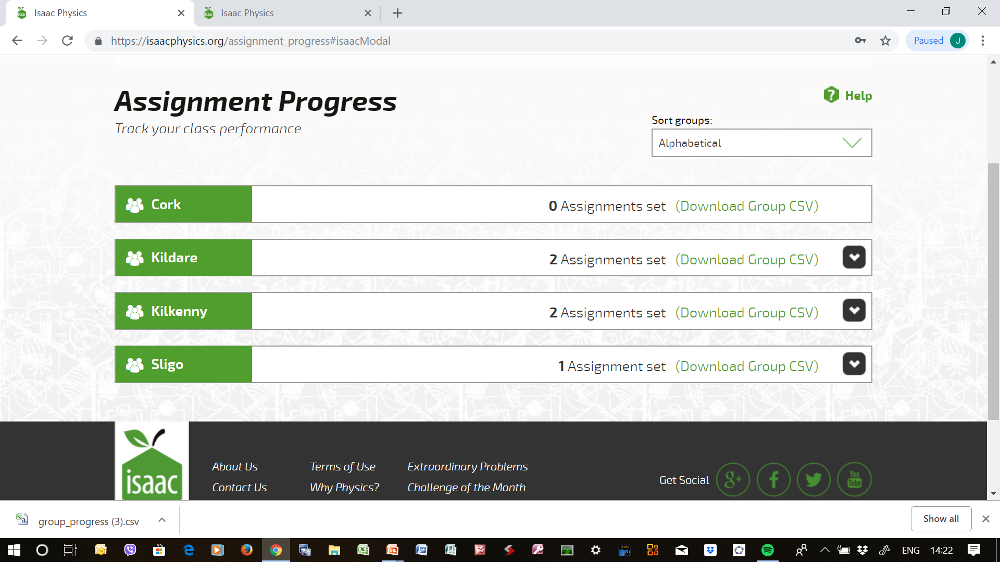 Isaac Physics
Isaac Physics
https://isaacphysics.org/assignment_progress#isaacModal
Paused J
Assignment Progress
Track your class performance
? Help
Sort groups:
Alphabetical
Cork 0 Assignments set (Download Group CSV)
Kildare 2 Assignments set (Download Group CSV)
Kilkenny 2 Assignments set (Download Group CSV)
Sligo 1 Assignment set (Download Group CSV)
isaac
About Us Terms of Use Extraordinary Problems
Contact Us Why Physics? Challenge of the Month
Get Social g+ f You Tube
group_progress (3).csv
Show all
ENG 14:22